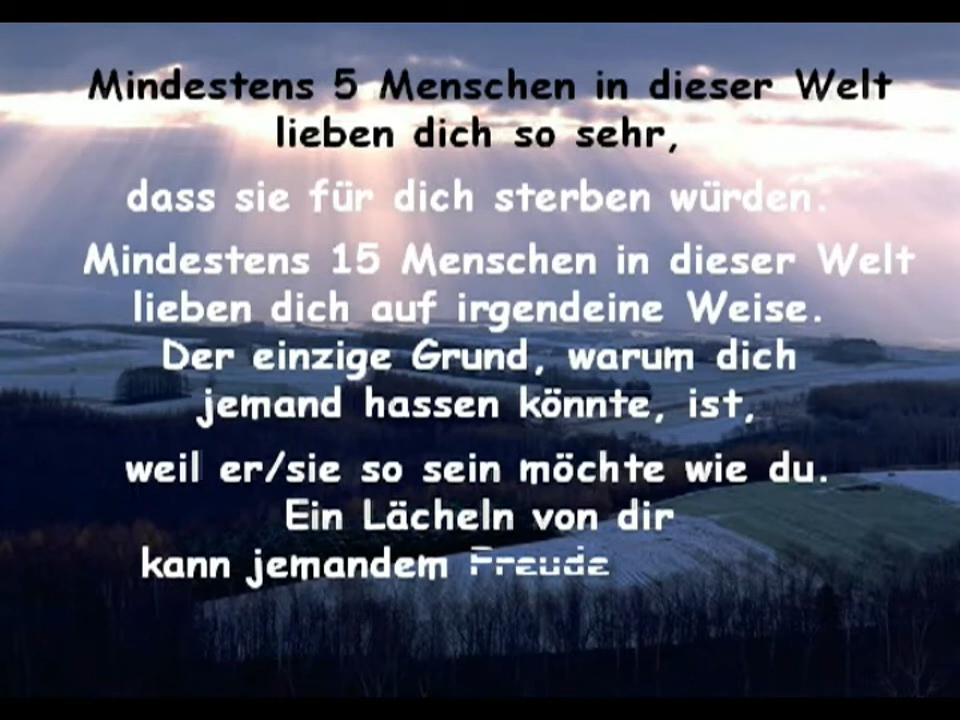 Mindestens 5 Menschen in dieser Welt
lieben dich so sehr,
dass sie für dich sterben würden.
Mindestens 15 Menschen in dieser Welt
lieben dich auf irgendeine Weise.
Der einzige Grund, warum dich
jemand hassen könnte, ist,
weil er/sie so sein möchte wie du.
Ein Lächeln von dir
kann jemandem Freude